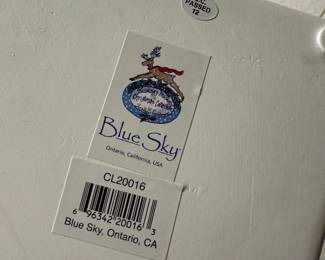 Q.C.
PASSED
12
Blue Sky
Ontario, California, USA
CL20016
6 96342 20016 3
Blue Sky, Ontario, CA